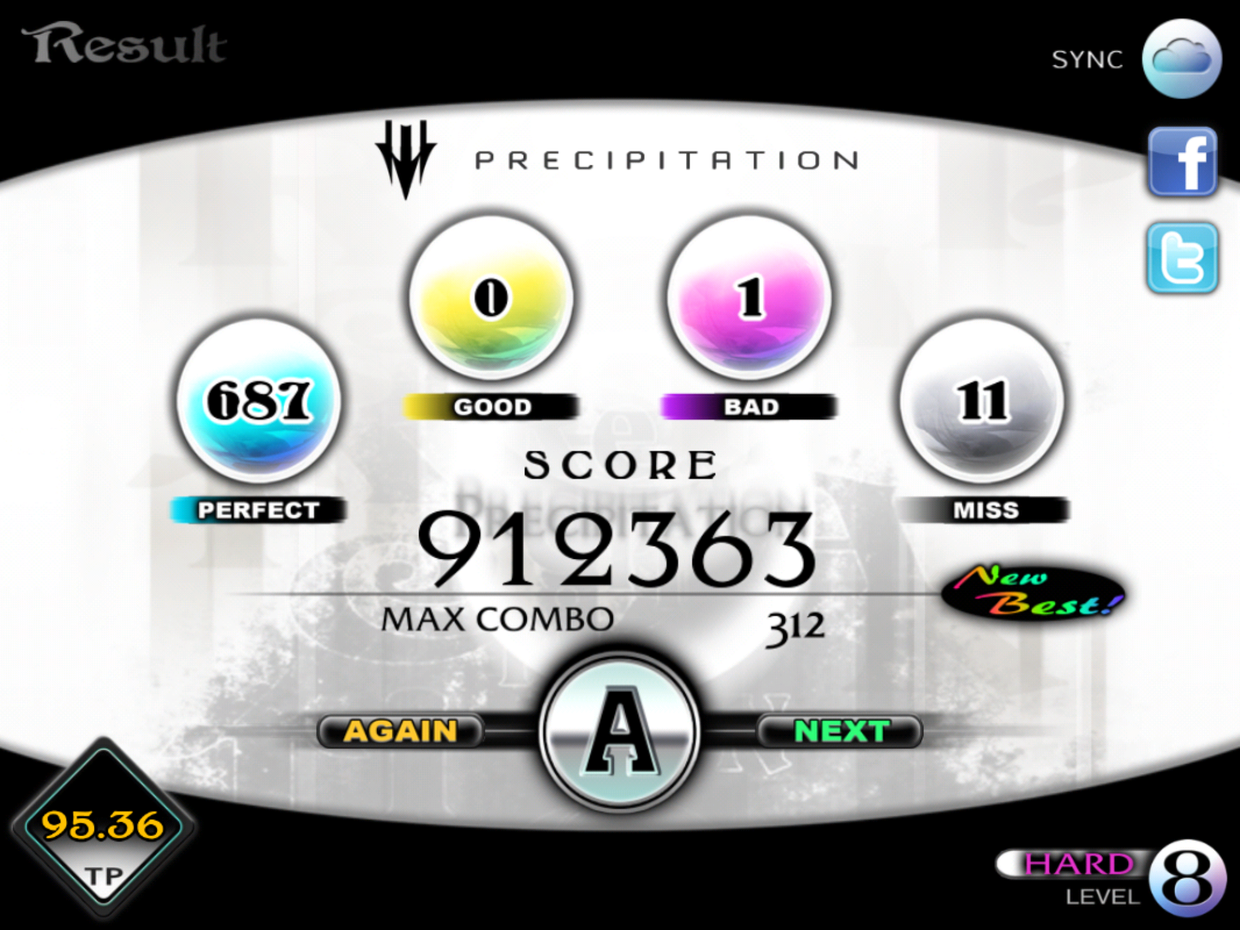 Result
SYNC
PRECIPITATION
0
GOOD
1
BAD
687
PERFECT
11
MISS
SCORE
912363
New
Best!
MAX COMBO 312
AGAIN
A
NEXT
95.36
TP
HARD
8
LEVEL